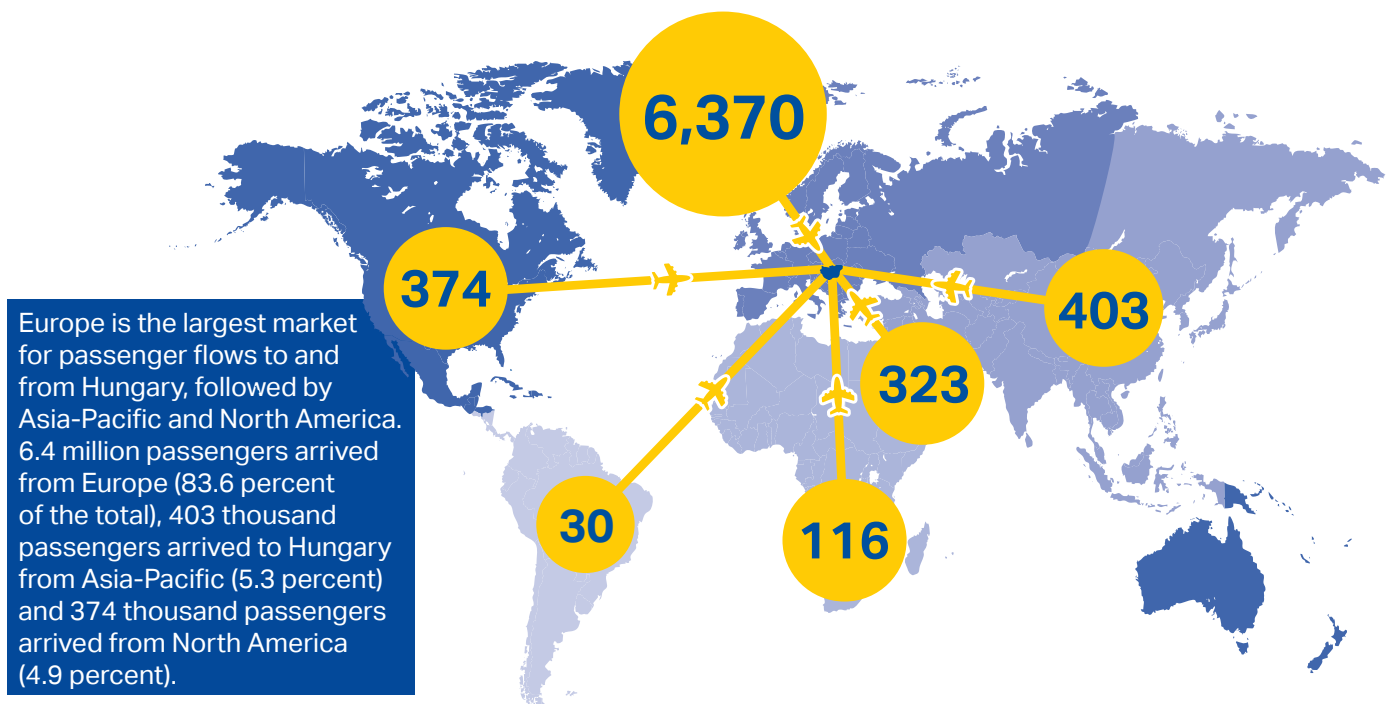 6,370
374
403
323
30
116
Europe is the largest market
for passenger flows to and
from Hungary, followed by
Asia-Pacific and North America.
6.4 million passengers arrived
from Europe (83.6 percent
of the total), 403 thousand
passengers arrived to Hungary
from Asia-Pacific (5.3 percent)
and 374 thousand passengers
arrived from North America
(4.9 percent).